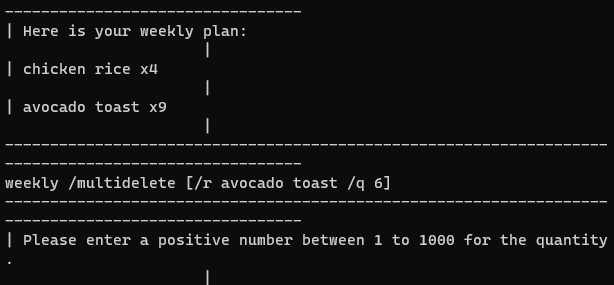 ---------------------------------
| Here is your weekly plan:
|
| chicken rice x4
|
| avocado toast x9
|
-------------------------------------------------------------------
---------------------------------
weekly /multidelete [/r avocado toast /q 6]
-------------------------------------------------------------------
---------------------------------
| Please enter a positive number between 1 to 1000 for the quantity
.
|